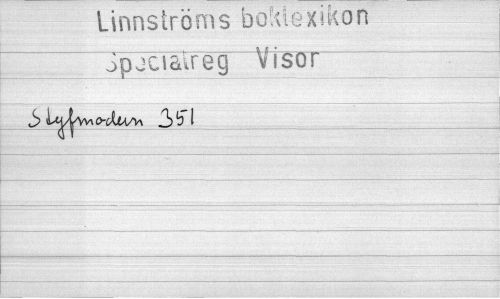 Linnströms boklexikon
Specialreg Visor
Styfmodern 351